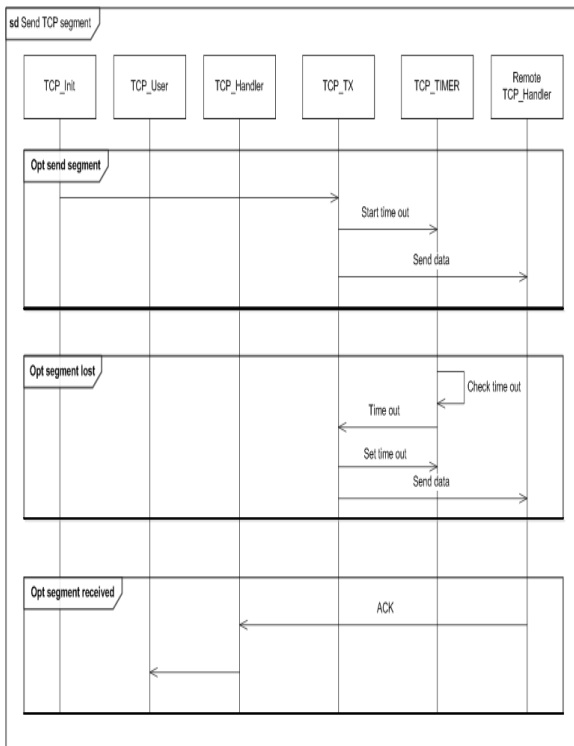 sd Send TCP segment
TCP_Init
TCP_User
TCP_Handler
TCP_TX
TCP_TIMER
Remote
TCP_Handler
Opt send segment
Start time out
Send data
Opt segment lost
Check time out
Time out
Set time out
Send data
Opt segment received
ACK